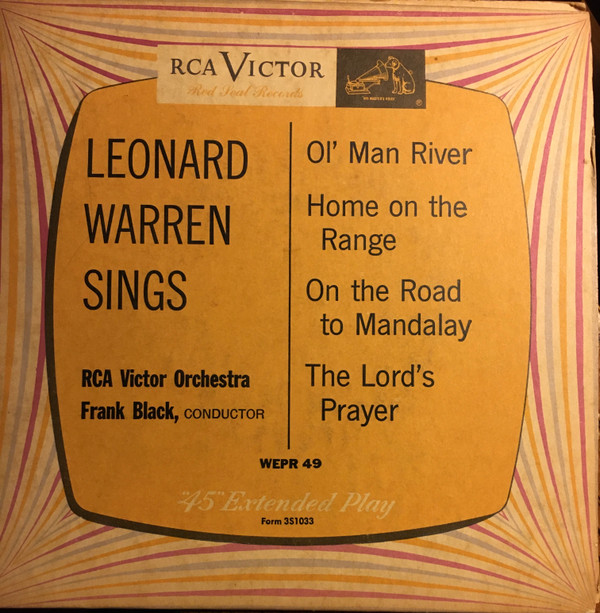 RCA VICTOR
Red Seal Records
"HIS MASTER'S VOICE"
®
LEONARD
WARREN
SINGS
RCA Victor Orchestra
Frank Black, CONDUCTOR
Ol' Man River
Home on the
Range
On the Road
to Mandalay
The Lord's
Prayer
WEPR 49
"45" Extended Play
Form 3S1033